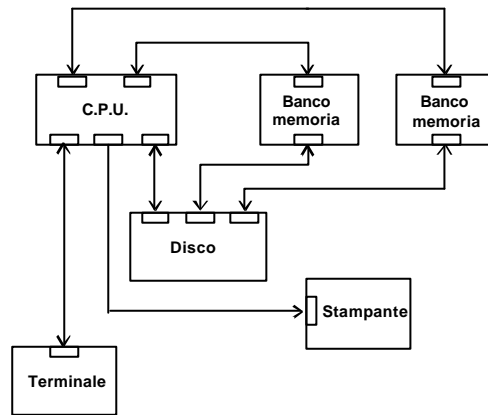 C.P.U.
Banco
memoria
Banco
memoria
Disco
Stampante
Terminale